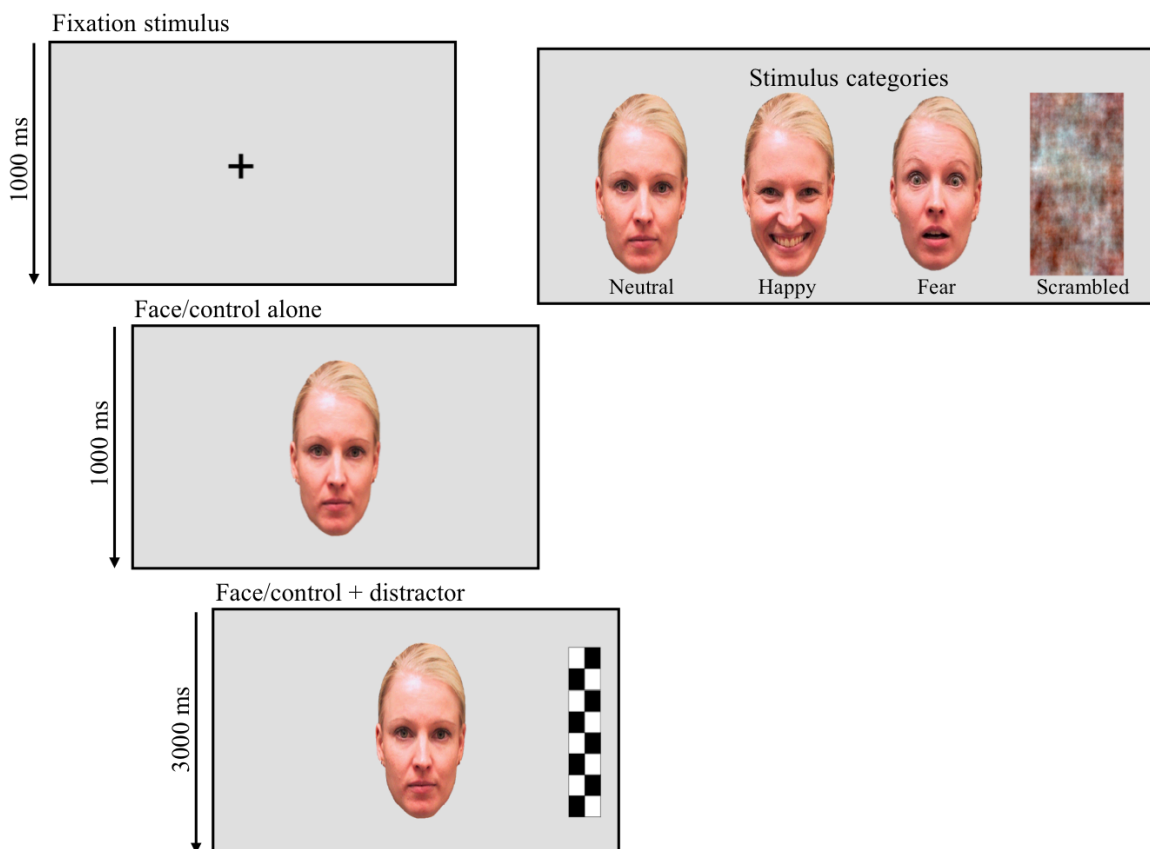 Fixation stimulus
1000 ms
Stimulus categories
Neutral Happy Fear Scrambled
Face/control alone
1000 ms
Face/control + distractor
3000 ms